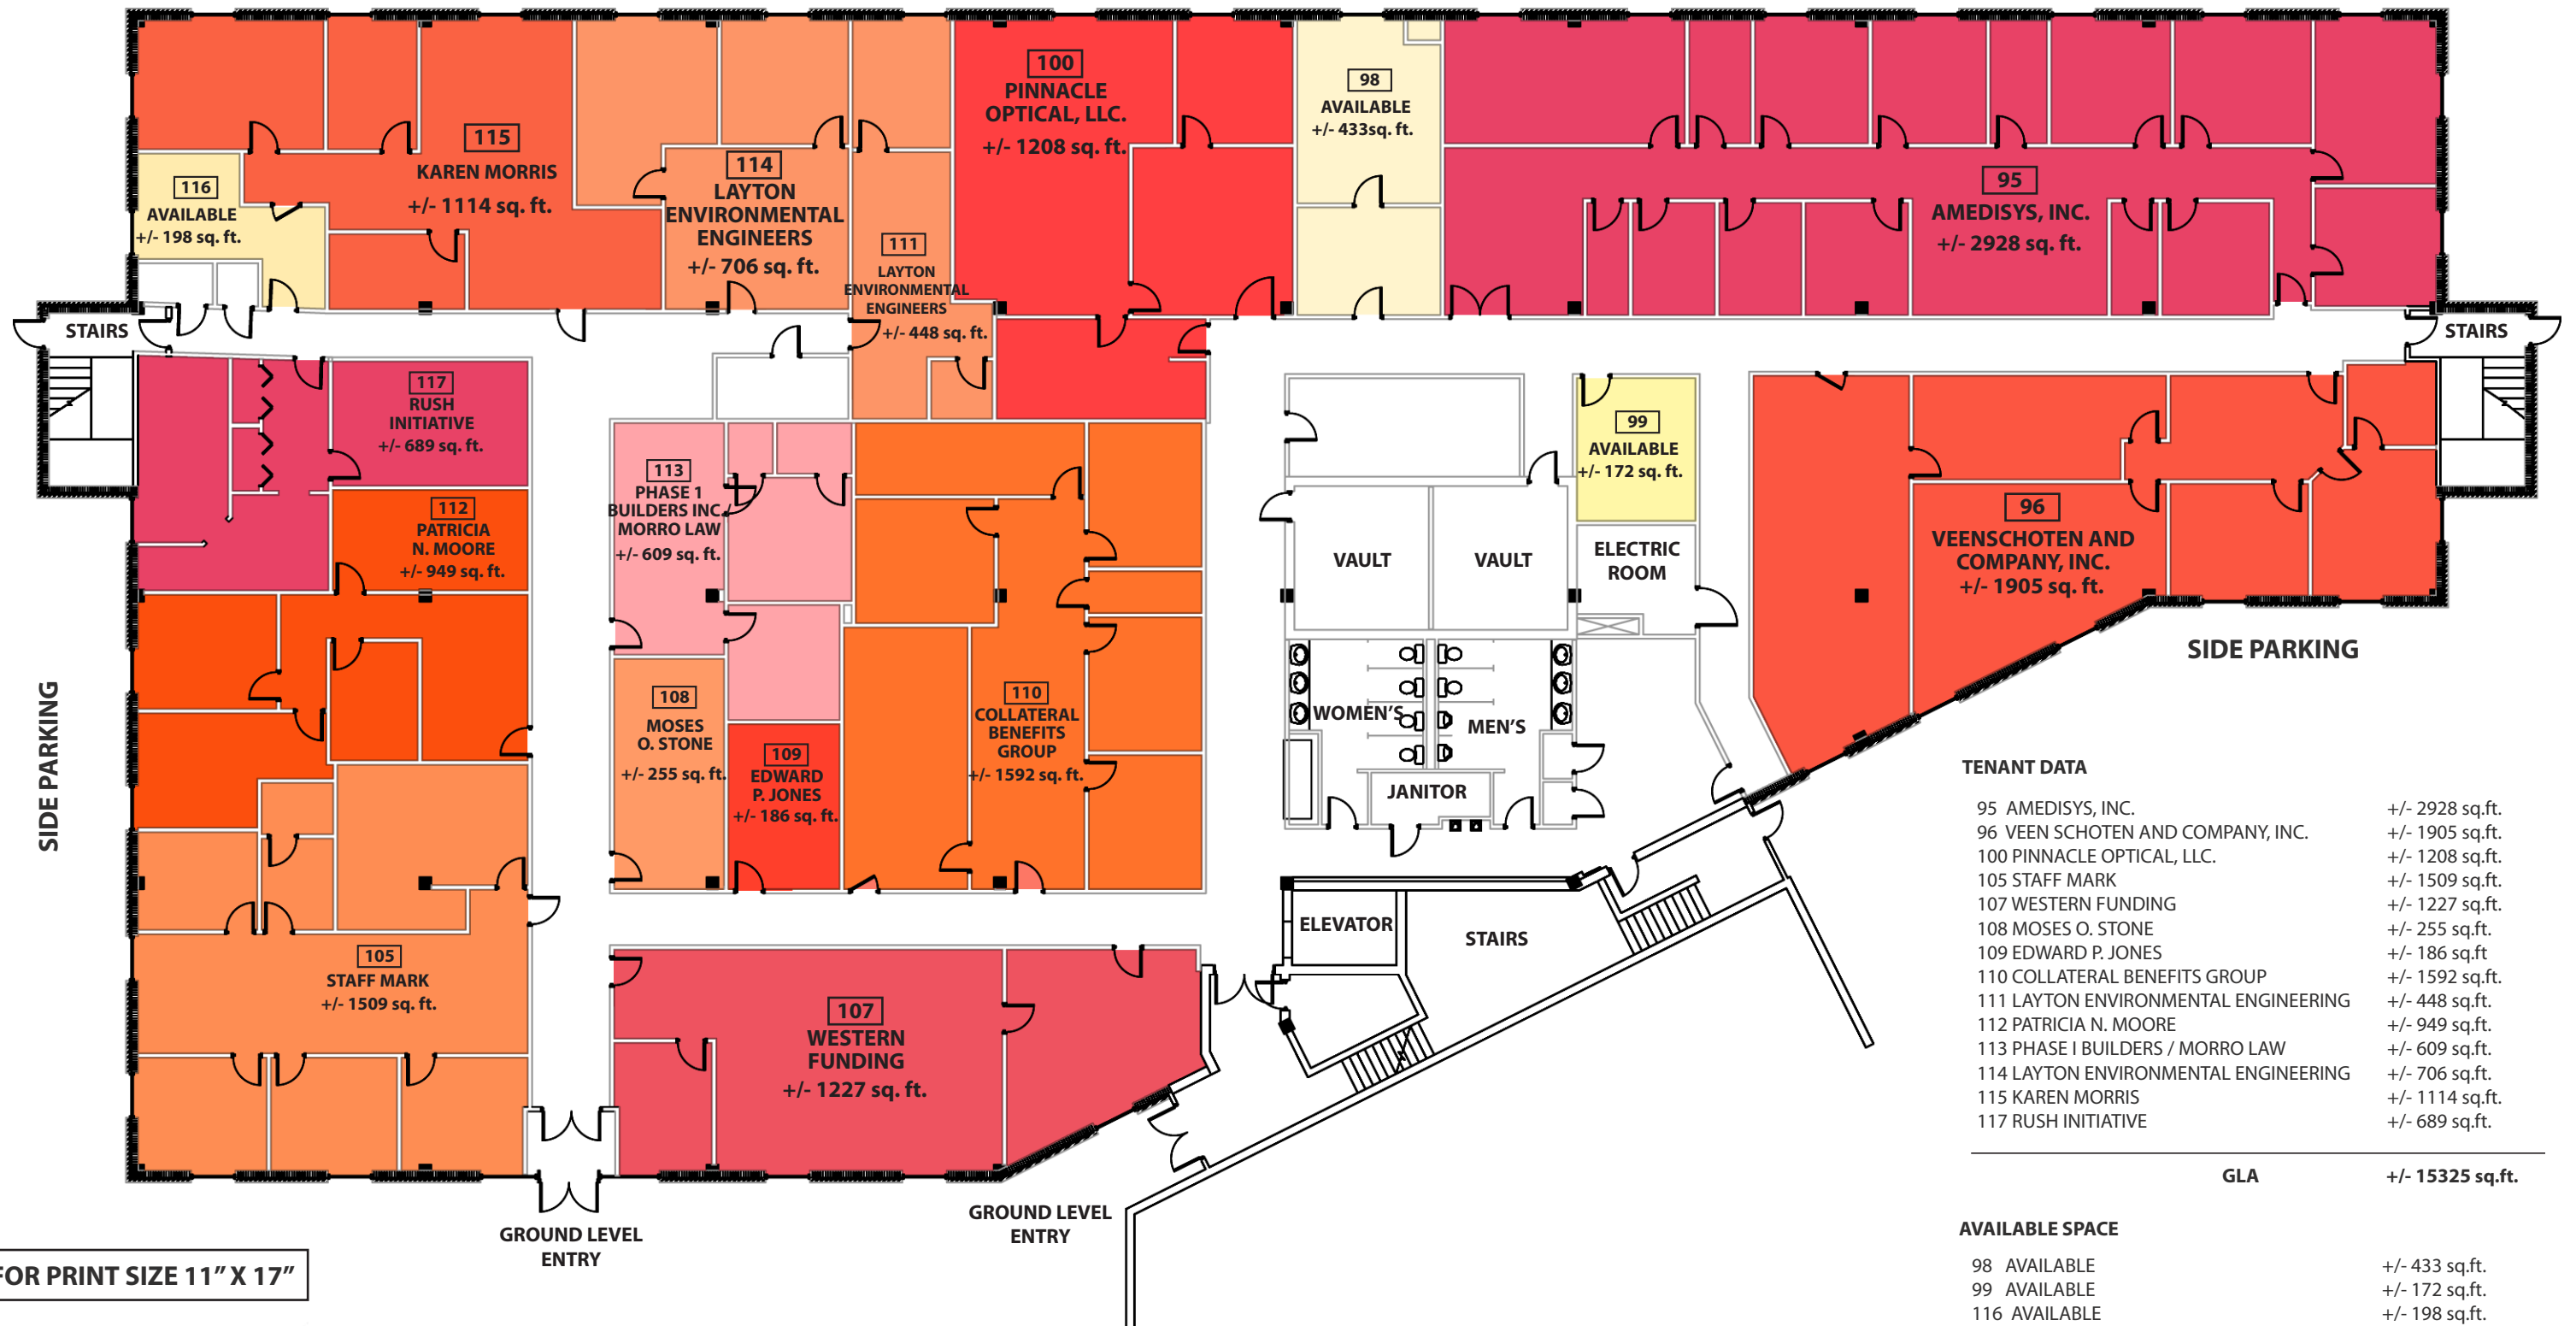 100
PINNACLE
OPTICAL, LLC.
+/- 1208 sq. ft.
98
AVAILABLE
+/- 433sq. ft.
115
KAREN MORRIS
+/- 1114 sq. ft.
114
LAYTON
ENVIRONMENTAL
ENGINEERS
+/- 706 sq. ft.
95
AMEDISYS, INC.
+/- 2928 sq. ft.
116
AVAILABLE
+/- 198 sq. ft.
111
LAYTON
ENVIRONMENTAL
ENGINEERS
+/- 448 sq. ft.
STAIRS
STAIRS
117
RUSH
INITIATIVE
+/- 689 sq. ft.
99
AVAILABLE
+/- 172 sq. ft.
113
PHASE 1
BUILDERS INC./
MORRO LAW
+/- 609 sq. ft.
112
PATRICIA
N. MOORE
+/- 949 sq. ft.
96
VEENSCHOTEN AND
COMPANY, INC.
+/- 1905 sq. ft.
VAULT
VAULT
ELECTRIC
ROOM
SIDE PARKING
SIDE PARKING
108
MOSES
O. STONE
+/- 255 sq. ft.
110
COLLATERAL
BENEFITS
GROUP
+/- 1592 sq. ft.
109
EDWARD
P. JONES
+/- 186 sq. ft.
WOMEN'S
MEN'S
JANITOR
ELEVATOR
STAIRS
105
STAFF MARK
+/- 1509 sq. ft.
107
WESTERN
FUNDING
+/- 1227 sq. ft.
GROUND LEVEL
ENTRY
GROUND LEVEL
ENTRY
FOR PRINT SIZE 11" X 17"
TENANT DATA
95 AMEDISYS, INC. +/- 2928 sq.ft.
96 VEEN SCHOTEN AND COMPANY, INC. +/- 1905 sq.ft.
100 PINNACLE OPTICAL, LLC. +/- 1208 sq.ft.
105 STAFF MARK +/- 1509 sq.ft.
107 WESTERN FUNDING +/- 1227 sq.ft.
108 MOSES O. STONE +/- 255 sq.ft.
109 EDWARD P. JONES +/- 186 sq.ft
110 COLLATERAL BENEFITS GROUP +/- 1592 sq.ft.
111 LAYTON ENVIRONMENTAL ENGINEERING +/- 448 sq.ft.
112 PATRICIA N. MOORE +/- 949 sq.ft.
113 PHASE I BUILDERS / MORRO LAW +/- 609 sq.ft.
114 LAYTON ENVIRONMENTAL ENGINEERING +/- 706 sq.ft.
115 KAREN MORRIS +/- 1114 sq.ft.
117 RUSH INITIATIVE +/- 689 sq.ft.
GLA +/- 15325 sq.ft.
AVAILABLE SPACE
98 AVAILABLE +/- 433 sq.ft.
99 AVAILABLE +/- 172 sq.ft.
116 AVAILABLE +/- 198 sq.ft.